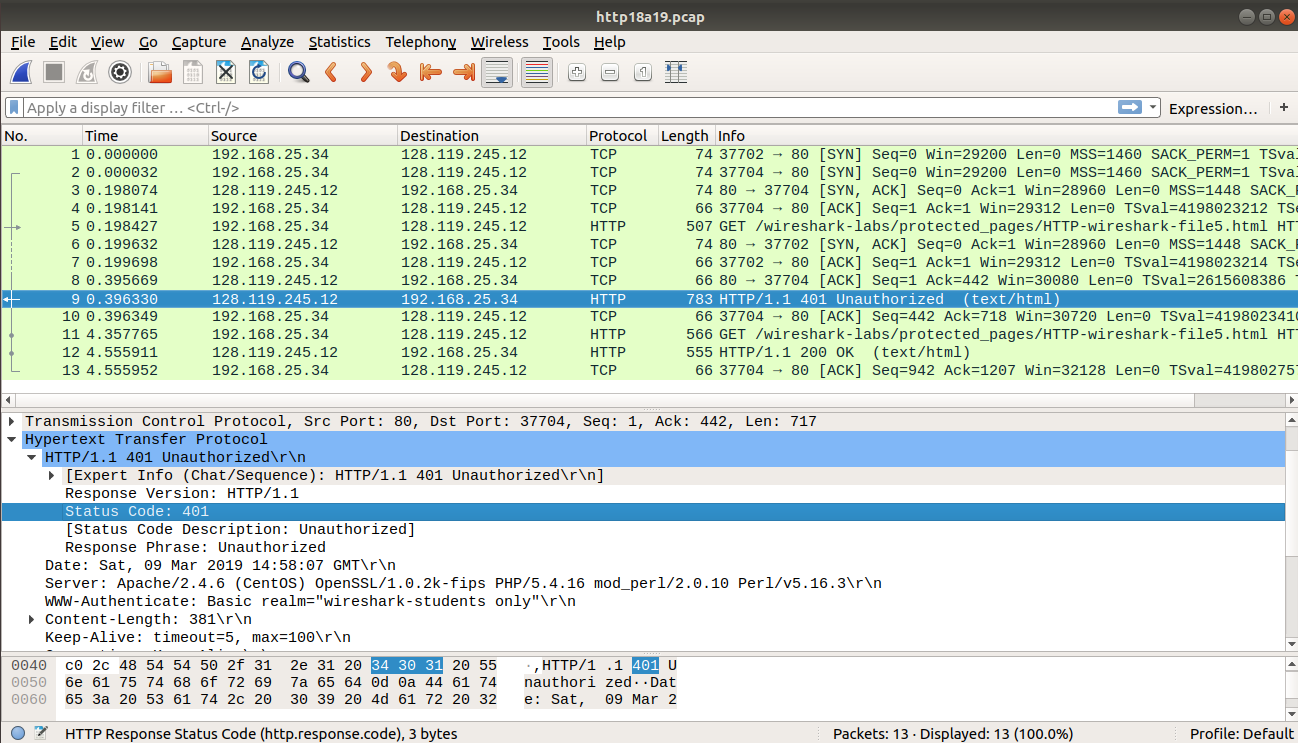 http18a19.pcap
File Edit View Go Capture Analyze Statistics Telephony Wireless Tools Help
Apply a display filter … <Ctrl-/> Expression… +
No. Time Source Destination Protocol Length Info
1 0.000000 192.168.25.34 128.119.245.12 TCP 74 37702 → 80 [SYN] Seq=0 Win=29200 Len=0 MSS=1460 SACK_PERM=1 TSval
2 0.000032 192.168.25.34 128.119.245.12 TCP 74 37704 → 80 [SYN] Seq=0 Win=29200 Len=0 MSS=1460 SACK_PERM=1 TSval
3 0.198074 128.119.245.12 192.168.25.34 TCP 74 80 → 37704 [SYN, ACK] Seq=0 Ack=1 Win=28960 Len=0 MSS=1448 SACK_P
4 0.198141 192.168.25.34 128.119.245.12 TCP 66 37704 → 80 [ACK] Seq=1 Ack=1 Win=29312 Len=0 TSval=4198023212 TSe
5 0.198427 192.168.25.34 128.119.245.12 HTTP 507 GET /wireshark-labs/protected_pages/HTTP-wireshark-file5.html HTT
6 0.199632 128.119.245.12 192.168.25.34 TCP 74 80 → 37702 [SYN, ACK] Seq=0 Ack=1 Win=28960 Len=0 MSS=1448 SACK_P
7 0.199698 192.168.25.34 128.119.245.12 TCP 66 37702 → 80 [ACK] Seq=1 Ack=1 Win=29312 Len=0 TSval=4198023214 TSe
8 0.395669 128.119.245.12 192.168.25.34 TCP 66 80 → 37704 [ACK] Seq=1 Ack=442 Win=30080 Len=0 TSval=2615608386
9 0.396330 128.119.245.12 192.168.25.34 HTTP 783 HTTP/1.1 401 Unauthorized (text/html)
10 0.396349 192.168.25.34 128.119.245.12 TCP 66 37704 → 80 [ACK] Seq=442 Ack=718 Win=30720 Len=0 TSval=4198023410
11 4.357765 192.168.25.34 128.119.245.12 HTTP 566 GET /wireshark-labs/protected_pages/HTTP-wireshark-file5.html HTT
12 4.555911 128.119.245.12 192.168.25.34 HTTP 555 HTTP/1.1 200 OK (text/html)
13 4.555952 192.168.25.34 128.119.245.12 TCP 66 37704 → 80 [ACK] Seq=942 Ack=1207 Win=32128 Len=0 TSval=419802757
Transmission Control Protocol, Src Port: 80, Dst Port: 37704, Seq: 1, Ack: 442, Len: 717
Hypertext Transfer Protocol
HTTP/1.1 401 Unauthorized\r\n
[Expert Info (Chat/Sequence): HTTP/1.1 401 Unauthorized\r\n]
Response Version: HTTP/1.1
Status Code: 401
[Status Code Description: Unauthorized]
Response Phrase: Unauthorized
Date: Sat, 09 Mar 2019 14:58:07 GMT\r\n
Server: Apache/2.4.6 (CentOS) OpenSSL/1.0.2k-fips PHP/5.4.16 mod_perl/2.0.10 Perl/v5.16.3\r\n
WWW-Authenticate: Basic realm="wireshark-students only"\r\n
Content-Length: 381\r\n
Keep-Alive: timeout=5, max=100\r\n
0040 c0 2c 48 54 54 50 2f 31 2e 31 20 34 30 31 20 55 ·,HTTP/1 .1 401 U
0050 6e 61 75 74 68 6f 72 69 7a 65 64 0d 0a 44 61 74 nauthori zed··Dat
0060 65 3a 20 53 61 74 2c 20 30 39 20 4d 61 72 20 32 e: Sat, 09 Mar 2
HTTP Response Status Code (http.response.code), 3 bytes Packets: 13 · Displayed: 13 (100.0%) Profile: Default